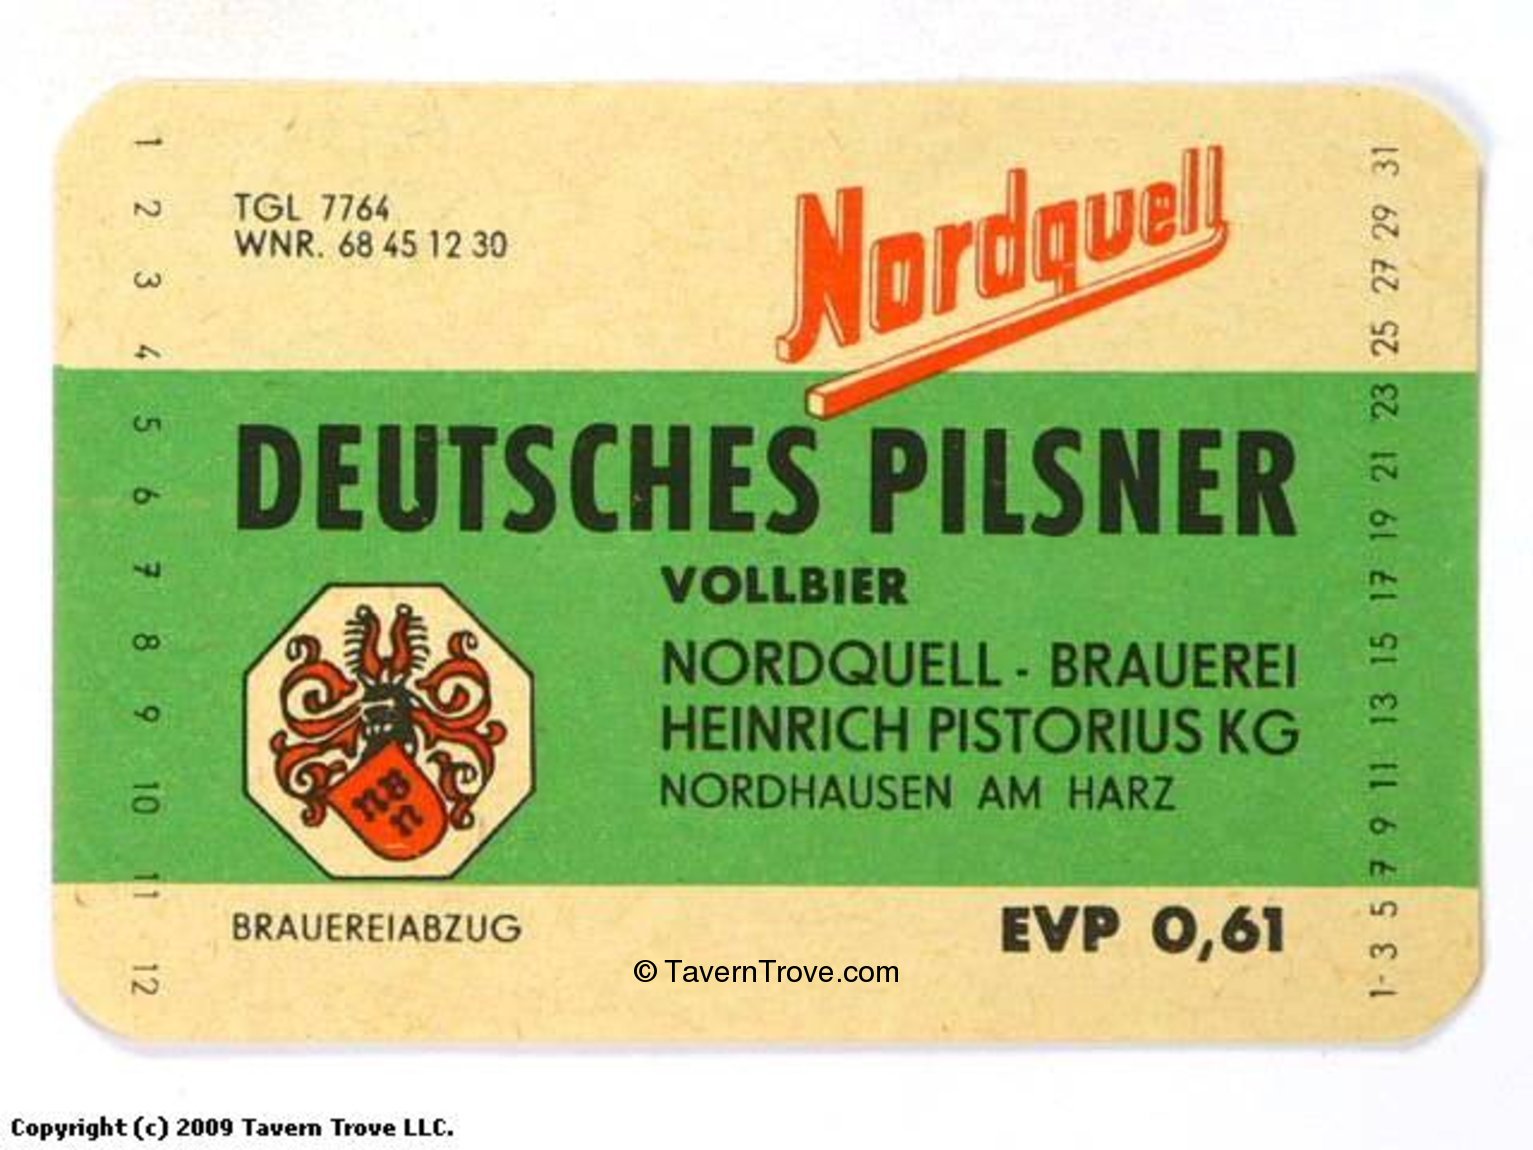 1 2 3 4 5 6 7 8 9 10 11 12
TGL 7764
WNR. 68 45 12 30
Nordquell
DEUTSCHES PILSNER
VOLLBIER
NORDQUELL - BRAUEREI
HEINRICH PISTORIUS KG
NORDHAUSEN AM HARZ
n B
n
BRAUEREIABZUG
EVP 0,61
1- 3 5 7 9 11 13 15 17 19 21 23 25 27 29 31
© TavernTrove.com
Copyright (c) 2009 Tavern Trove LLC.